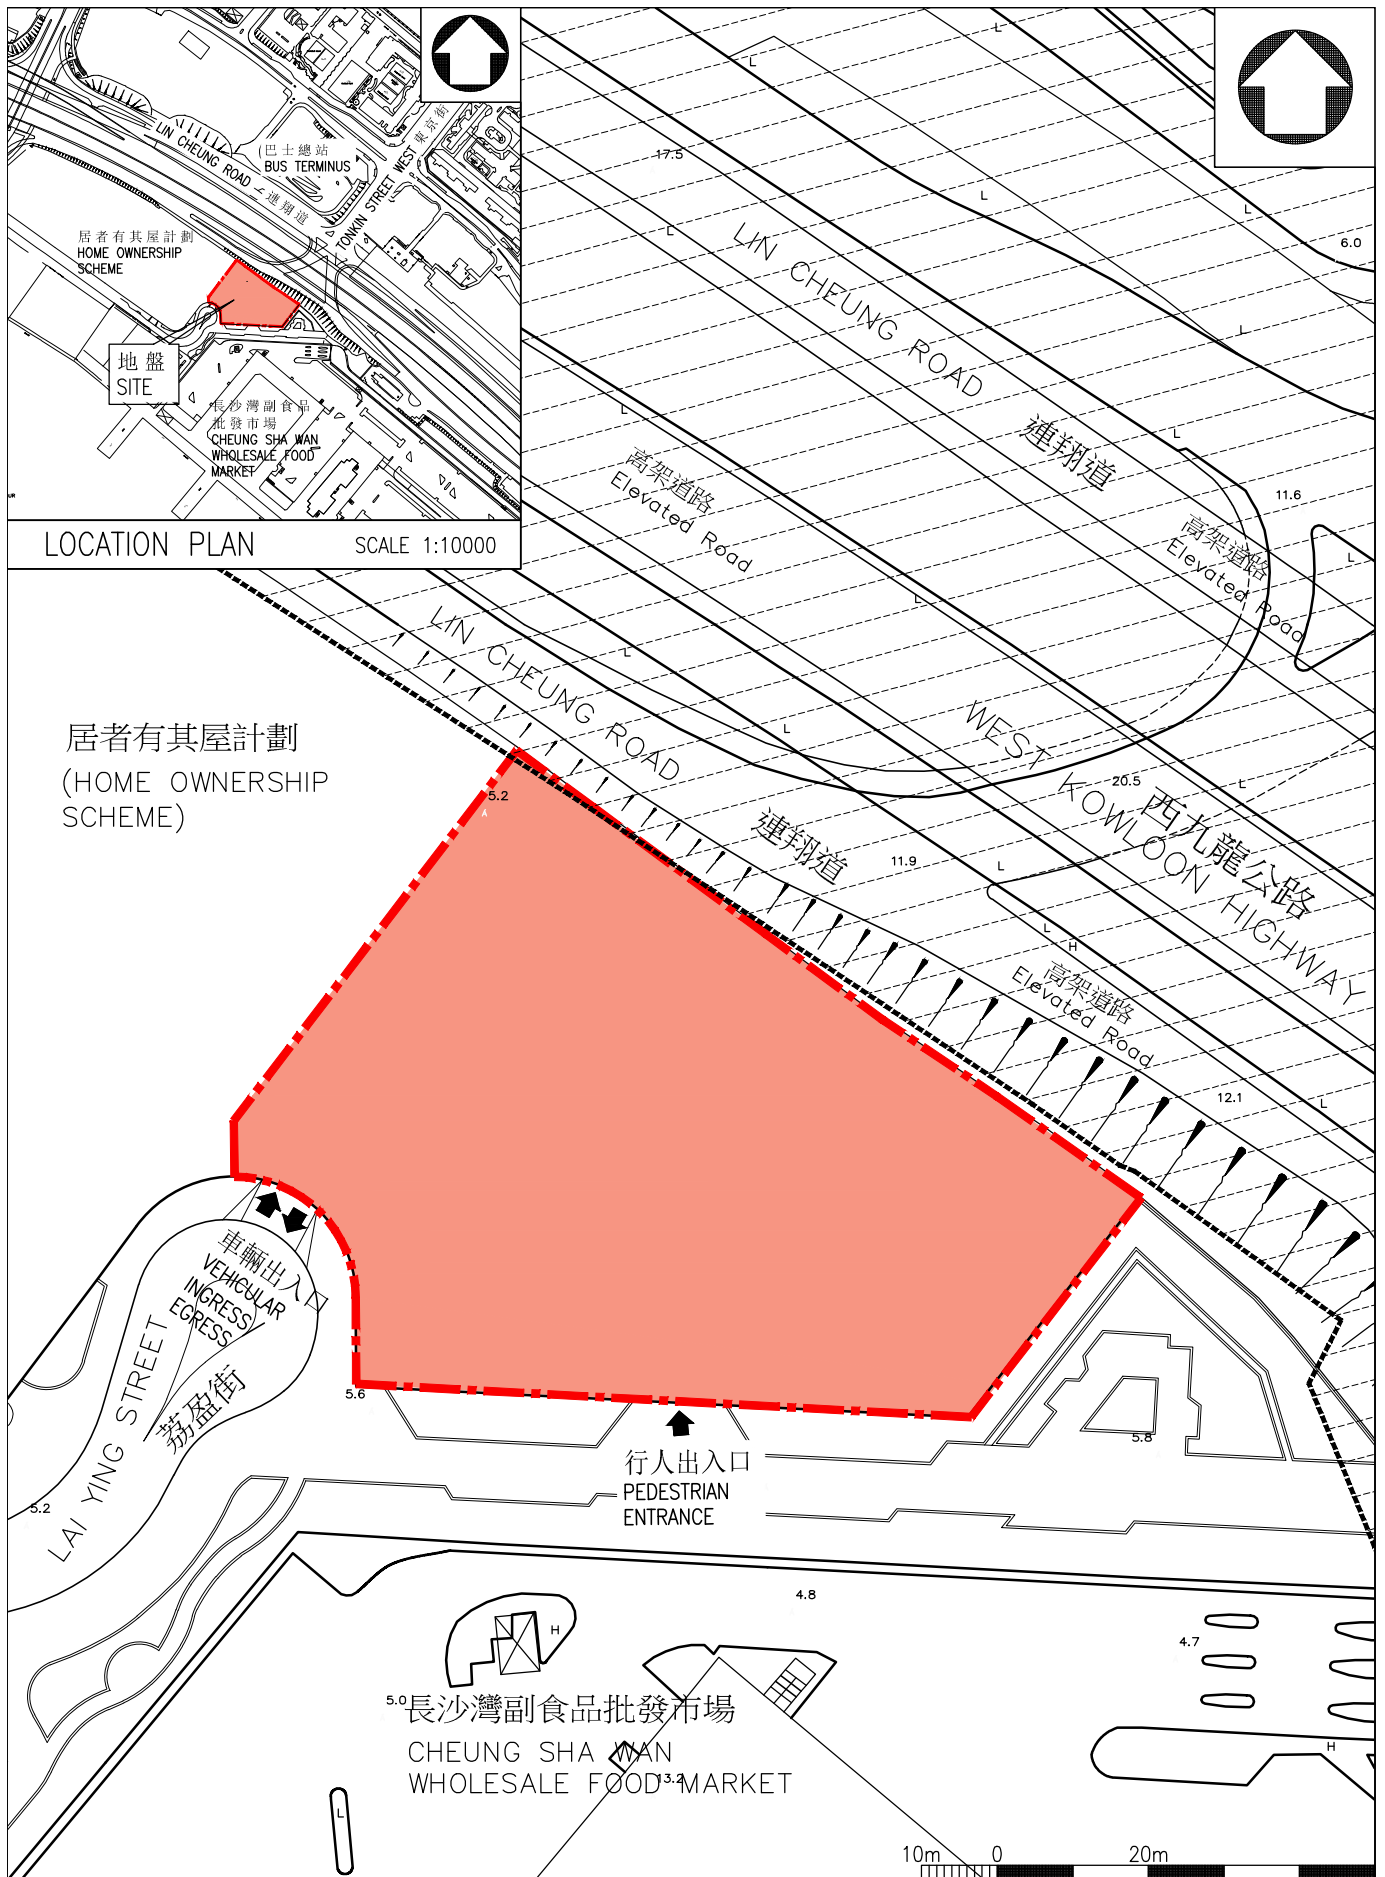 LIN CHEUNG ROAD
連翔道
(巴士總站
BUS TERMINUS
TONKIN STREET WEST 東京街
居者有其屋計劃
HOME OWNERSHIP
SCHEME
地盤
SITE
長沙灣副食品
批發市場
CHEUNG SHA WAN
WHOLESALE FOOD
MARKET
LOCATION PLAN
SCALE 1:10000
L
L
17.5
L
L
L
6.0
LIN CHEUNG ROAD
連翔道
L
L
L
11.6
高架道路
Elevated Road
高架道路
Elevated Road
L
L
L
LIN CHEUNG ROAD
連翔道
居者有其屋計劃
(HOME OWNERSHIP
SCHEME)
L
WEST KOWLOON HIGHWAY
西九龍公路
20.5
L
5.2
A
11.9
L
L
H
高架道路
Elevated Road
12.1
L
車輛出入口
VEHICULAR
INGRESS
EGRESS
LAI YING STREET
荔盈街
5.6
5.2
行人出入口
PEDESTRIAN
ENTRANCE
5.8
4.8
4.7
H
5.0
長沙灣副食品批發市場
CHEUNG SHA WAN
WHOLESALE FOOD MARKET
13.2
H
L
10m 0 20m